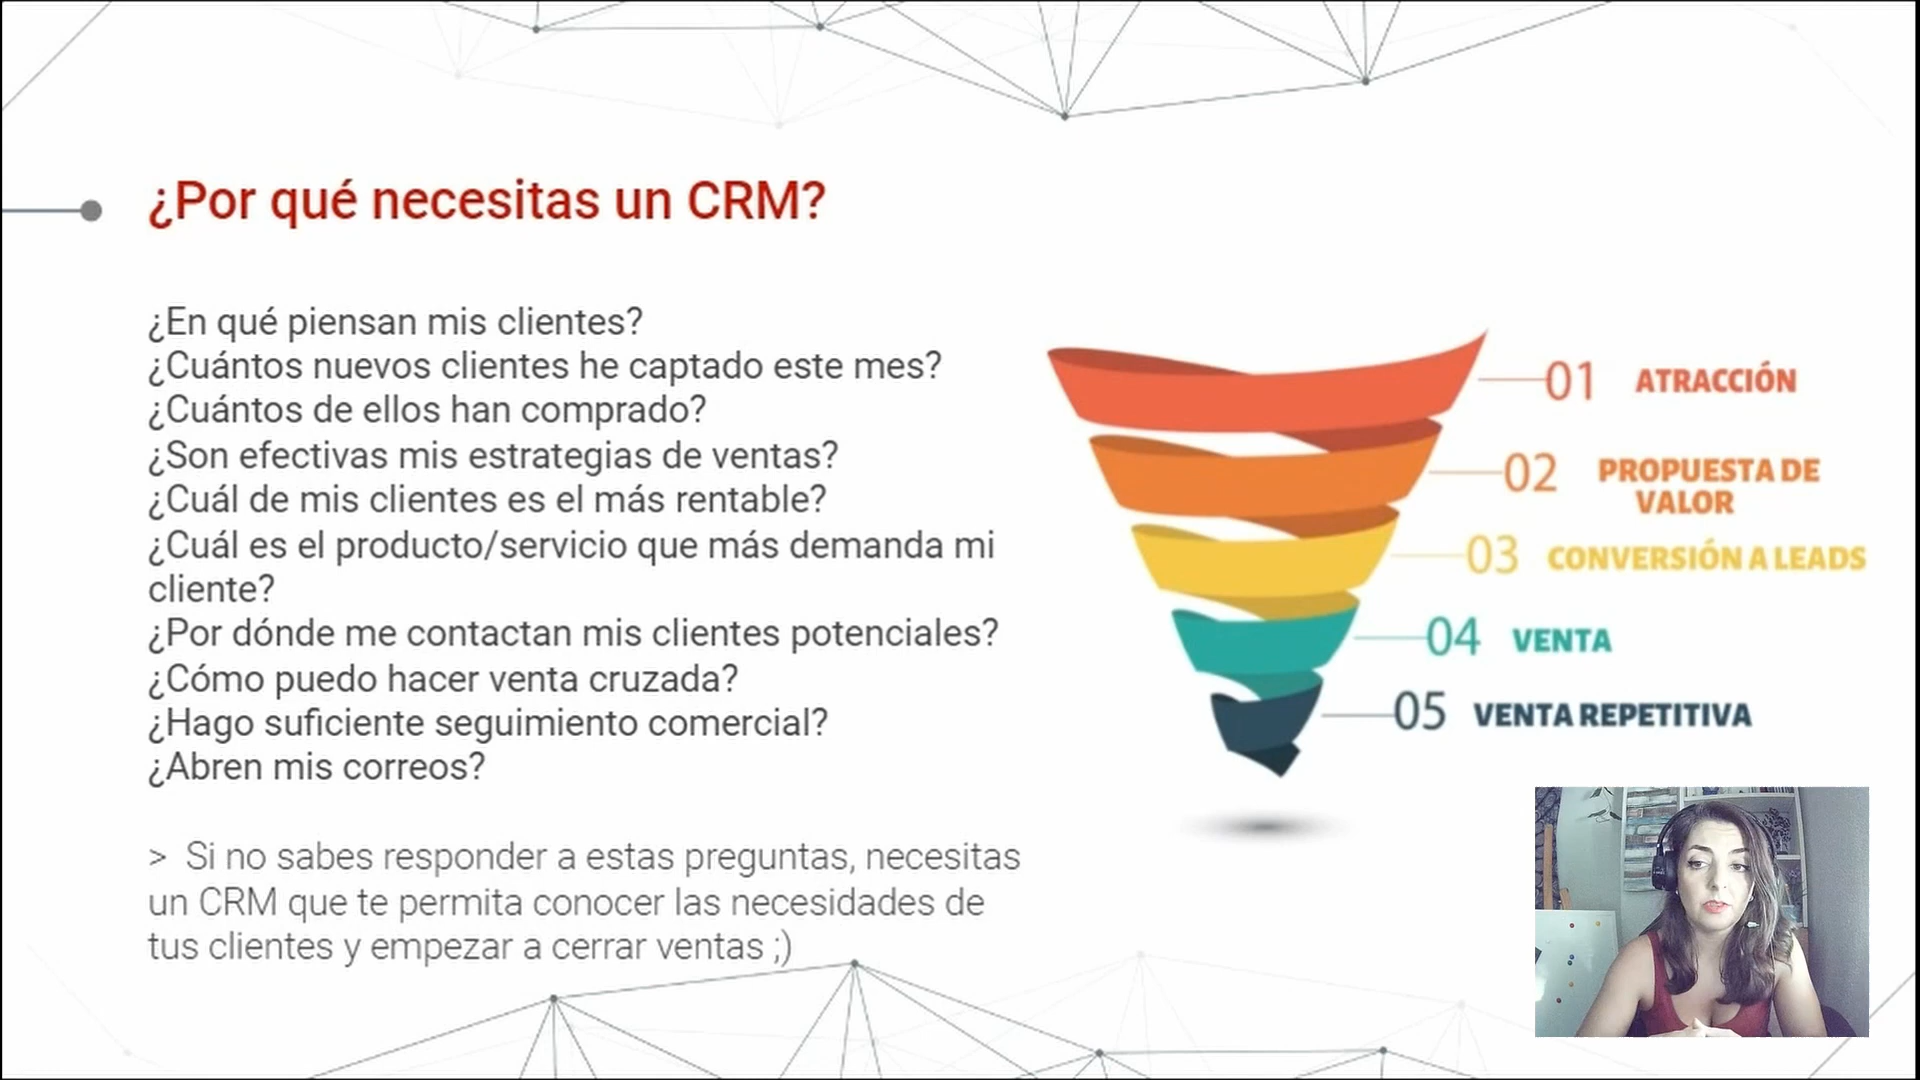 ¿Por qué necesitas un CRM?
¿En qué piensan mis clientes?
¿Cuántos nuevos clientes he captado este mes?
¿Cuántos de ellos han comprado?
¿Son efectivas mis estrategias de ventas?
¿Cuál de mis clientes es el más rentable?
¿Cuál es el producto/servicio que más demanda mi
cliente?
¿Por dónde me contactan mis clientes potenciales?
¿Cómo puedo hacer venta cruzada?
¿Hago suficiente seguimiento comercial?
¿Abren mis correos?
> Si no sabes responder a estas preguntas, necesitas
un CRM que te permita conocer las necesidades de
tus clientes y empezar a cerrar ventas ;)
01 ATRACCIÓN
02 PROPUESTA DE
VALOR
03 CONVERSIÓN A LEADS
04 VENTA
05 VENTA REPETITIVA